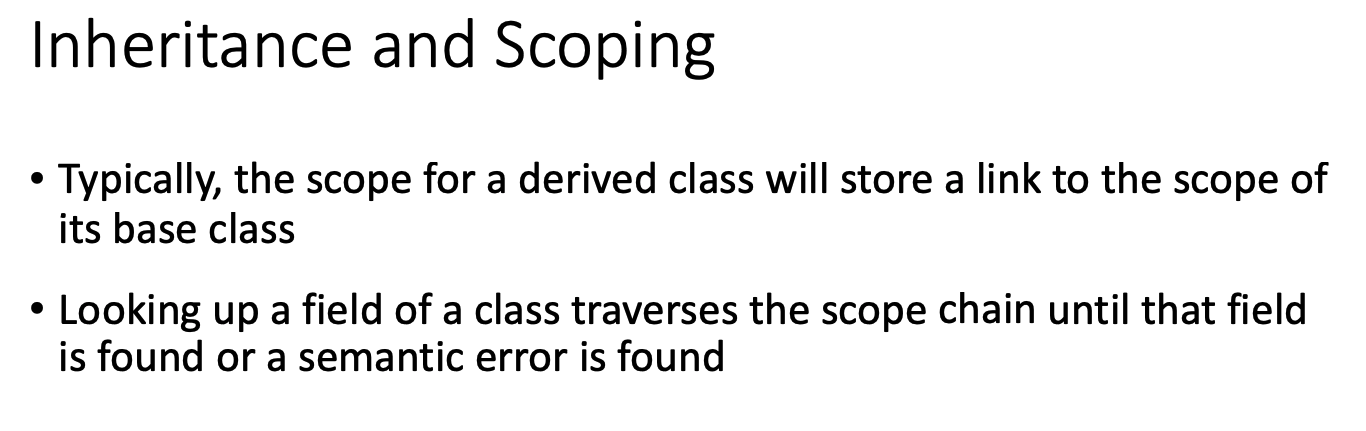 Inheritance and Scoping
• Typically, the scope for a derived class will store a link to the scope of
its base class
• Looking up a field of a class traverses the scope chain until that field
is found or a semantic error is found